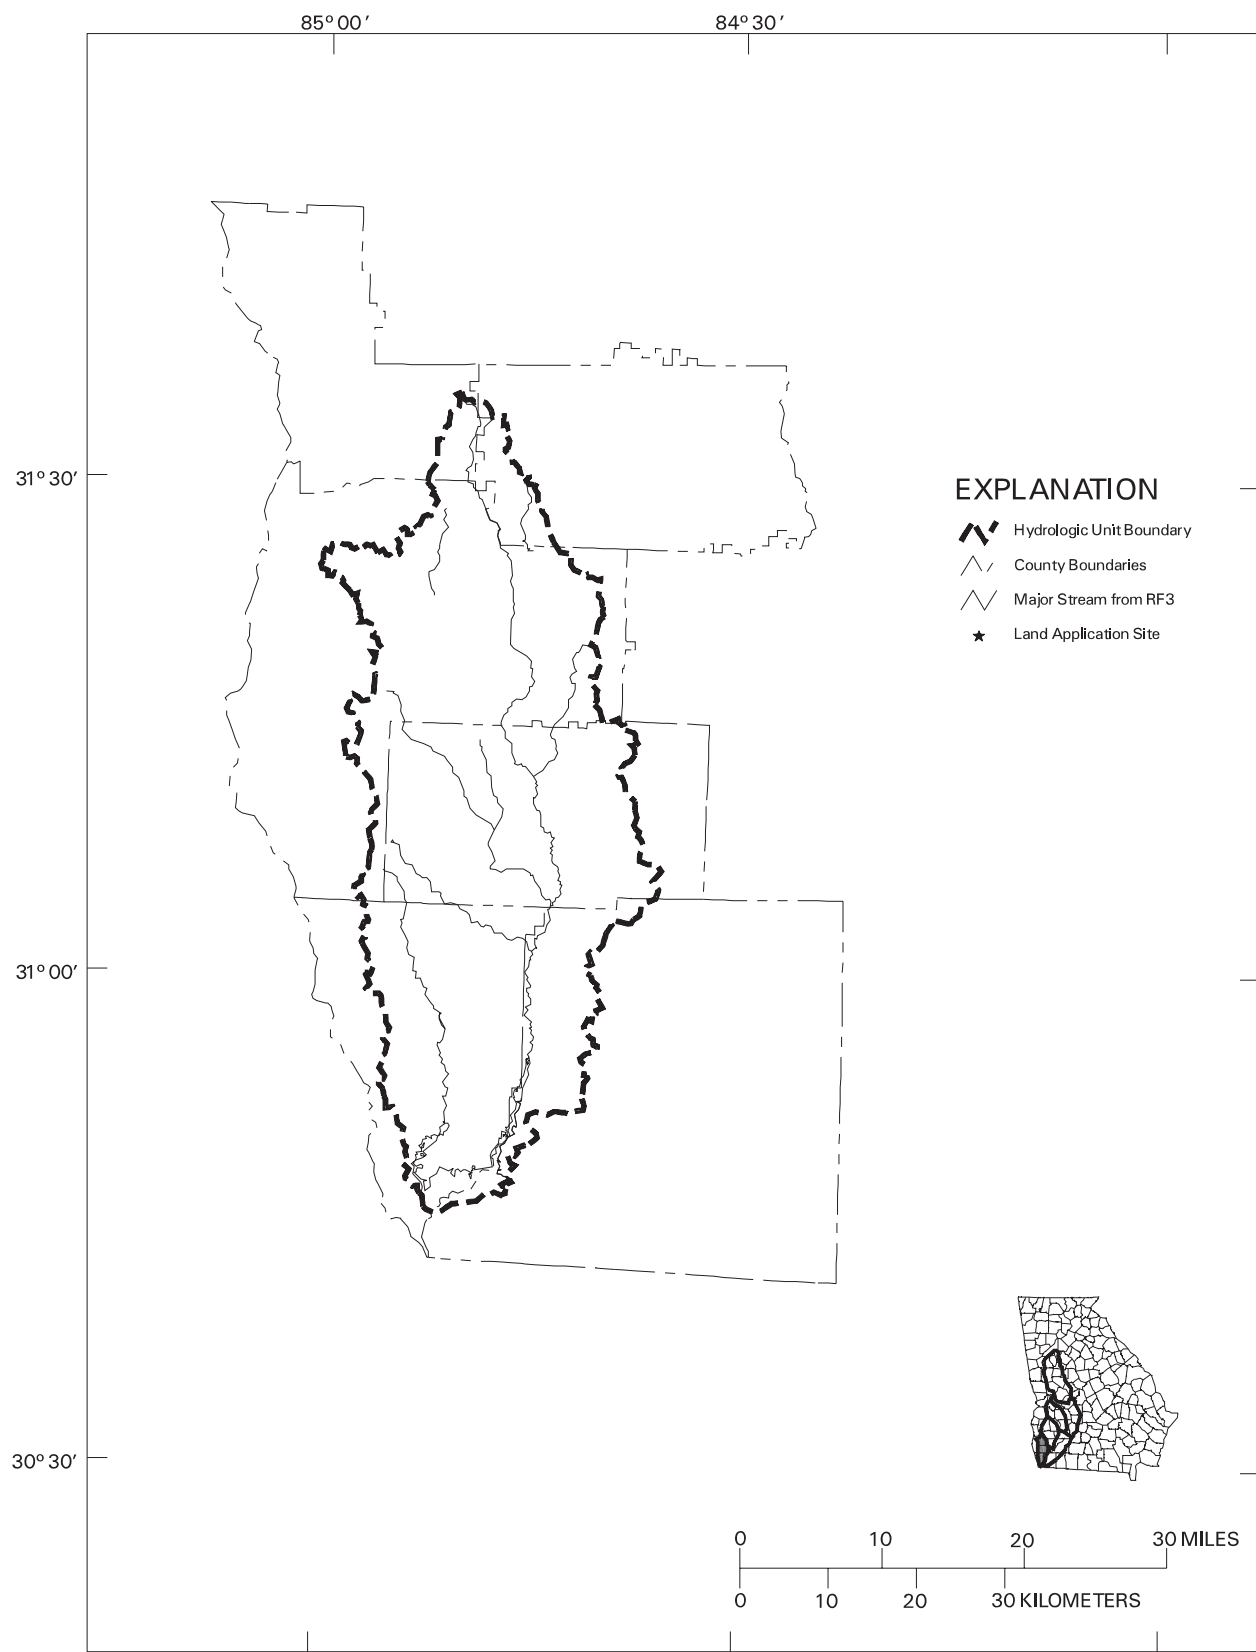 85° 00’ 84° 30’
31° 30’
EXPLANATION
Hydrologic Unit Boundary
County Boundaries
Major Stream from RF3
Land Application Site
31° 00’
30° 30’
0 10 20 30 MILES
0 10 20 30 KILOMETERS